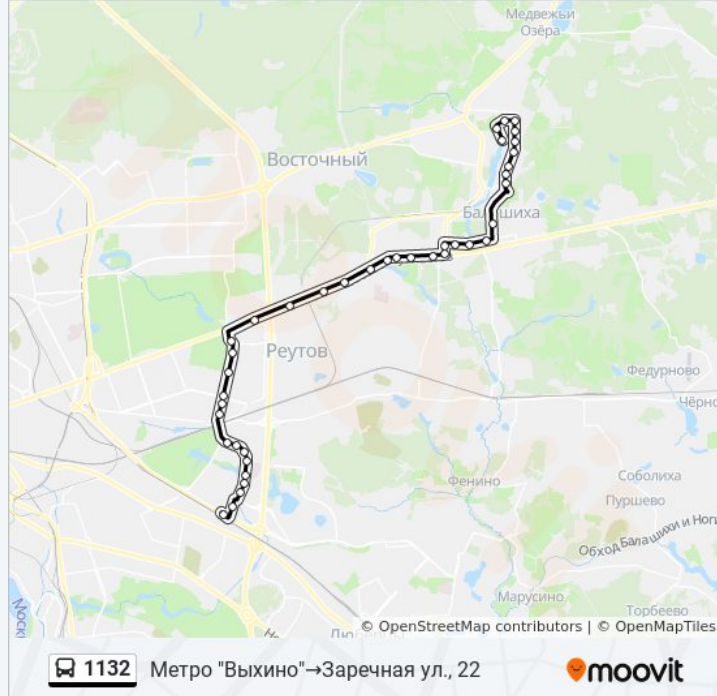 Медвежьи
Озёра
Восточный
Балашиха
Реутов
Федурново
Чёрно
Соболиха
Фенино
Пуршево
Обход Балашихи и Ноги
Марусино
Торбеево
Моск
© OpenStreetMap contributors | © OpenMapTiles
1132 Метро "Выхино"→Заречная ул., 22 moovit